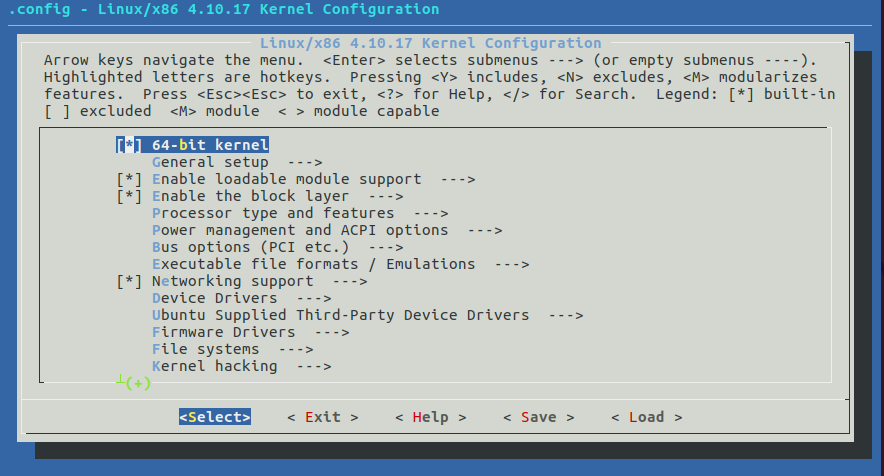 .config - Linux/x86 4.10.17 Kernel Configuration
Linux/x86 4.10.17 Kernel Configuration
Arrow keys navigate the menu.  <Enter> selects submenus ---> (or empty submenus ----).
Highlighted letters are hotkeys.  Pressing <Y> includes, <N> excludes, <M> modularizes
features.  Press <Esc><Esc> to exit, <?> for Help, </> for Search.  Legend: [*] built-in
[ ] excluded  <M> module  < > module capable
[*] 64-bit kernel
General setup  --->
[*] Enable loadable module support  --->
[*] Enable the block layer  --->
Processor type and features  --->
Power management and ACPI options  --->
Bus options (PCI etc.)  --->
Executable file formats / Emulations  --->
[*] Networking support  --->
Device Drivers  --->
Ubuntu Supplied Third-Party Device Drivers  --->
Firmware Drivers  --->
File systems  --->
Kernel hacking  --->
┴(+)
<Select>    < Exit >    < Help >    < Save >    < Load >